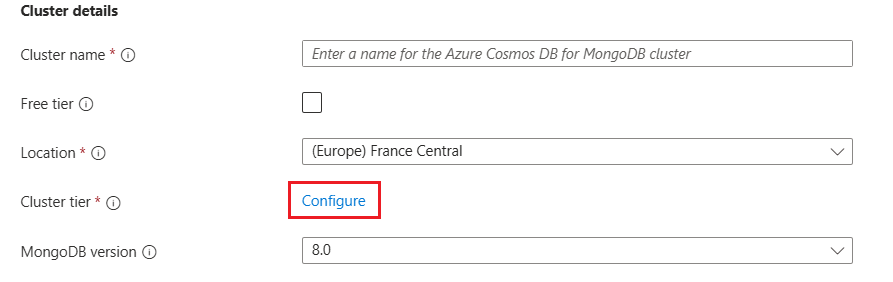 Cluster details
Cluster name * Enter a name for the Azure Cosmos DB for MongoDB cluster
Free tier
Location * (Europe) France Central
Cluster tier * Configure
MongoDB version 8.0